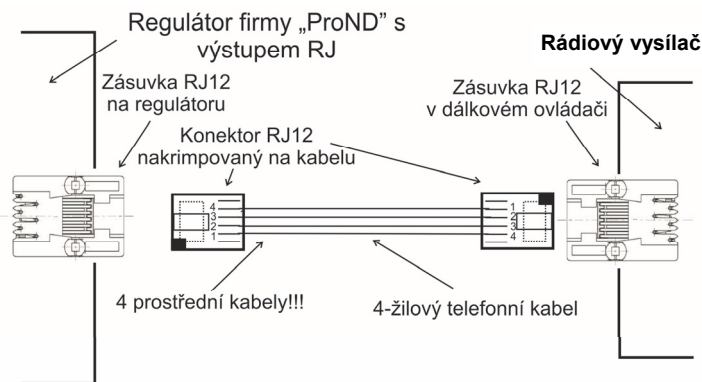 Regulátor firmy „ProND” s
výstupem RJ
Rádiový vysílač
Zásuvka RJ12
na regulátoru
Zásuvka RJ12
v dálkovém ovládači
Konektor RJ12
nakrimpovaný na kabelu
4
3
2
1
1
2
3
4
4 prostřední kabely!!!
4-žilový telefonní kabel